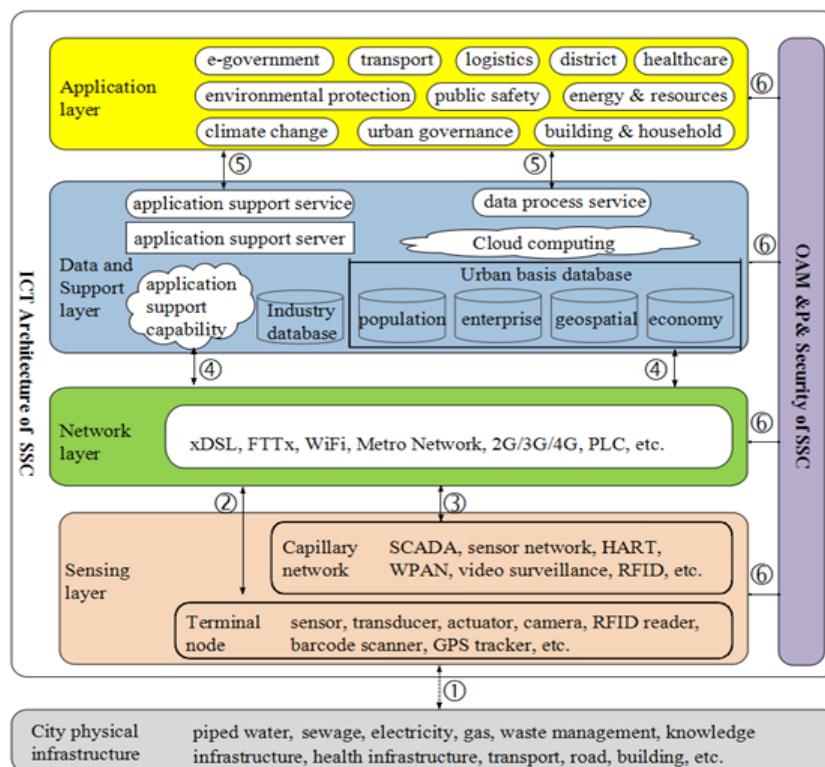 e-government
transport
logistics
district
healthcare
Application
layer
environmental protection
public safety
energy & resources
climate change
urban governance
building & household
⑥
⑤
⑤
application support service
data process service
application support server
Cloud computing
⑥
Data and
Support
layer
application
support
capability
Industry
database
Urban basis database
population
enterprise
geospatial
economy
④
④
Network
layer
xDSL, FTTx, WiFi, Metro Network, 2G/3G/4G, PLC, etc.
⑥
②
③
Sensing
layer
Capillary
network
SCADA, sensor network, HART,
WPAN, video surveillance, RFID, etc.
⑥
Terminal
node
sensor, transducer, actuator, camera, RFID reader,
barcode scanner, GPS tracker, etc.
ICT Architecture of SSC
OAM &P& Security of SSC
①
City physical
infrastructure
piped water, sewage, electricity, gas, waste management, knowledge
infrastructure, health infrastructure, transport, road, building, etc.